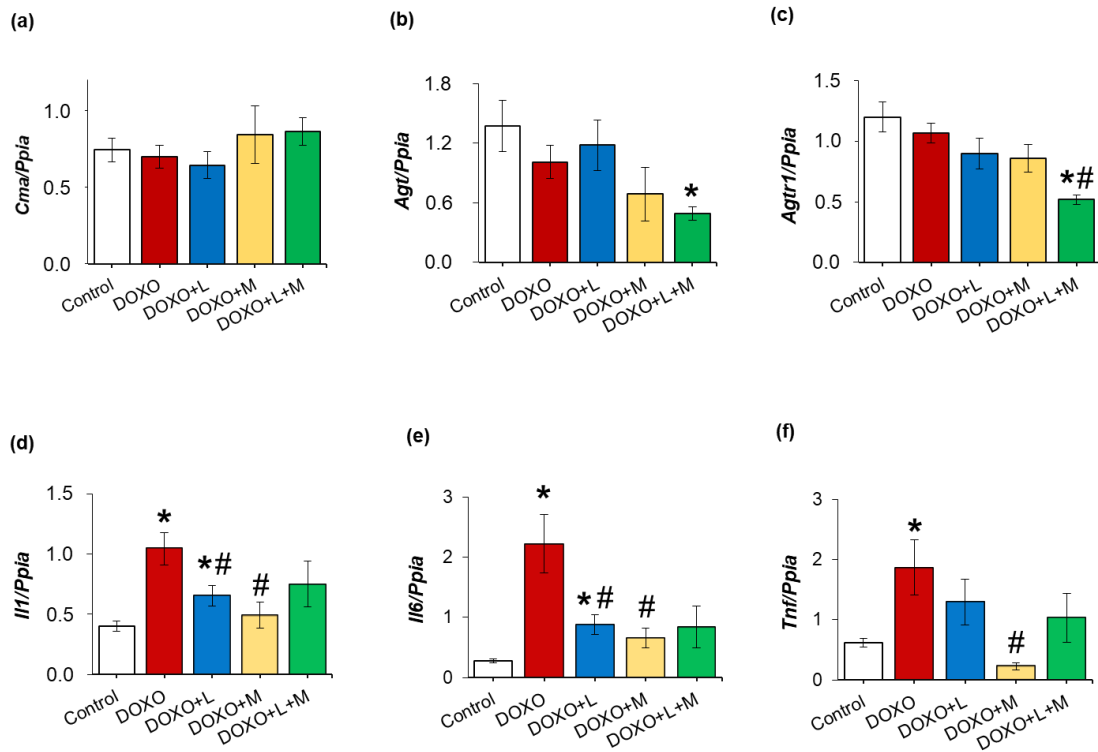 (a)
1.0
0.5
0.0
Cma/Ppia
Control
DOXO
DOXO+L
DOXO+M
DOXO+L+M
(b)
1.8
1.2
0.6
0.0
Agt/Ppia
*
Control
DOXO
DOXO+L
DOXO+M
DOXO+L+M
(c)
1.5
1.0
0.5
0.0
Agtr1/Ppia
*#
Control
DOXO
DOXO+L
DOXO+M
DOXO+L+M
(d)
1.5
1.0
0.5
0.0
Il1/Ppia
*
*#
#
Control
DOXO
DOXO+L
DOXO+M
DOXO+L+M
(e)
3
2
1
0
Il6/Ppia
*
*#
#
Control
DOXO
DOXO+L
DOXO+M
DOXO+L+M
(f)
3
2
1
0
Tnf/Ppia
*
#
Control
DOXO
DOXO+L
DOXO+M
DOXO+L+M